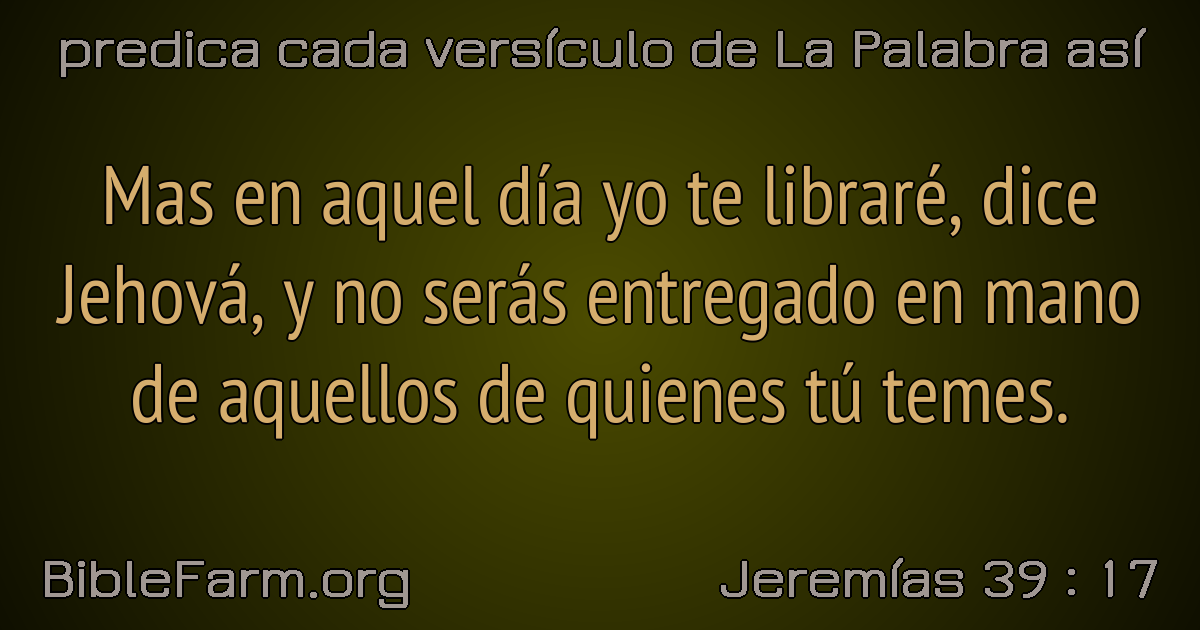 predica cada versículo de La Palabra así
Mas en aquel día yo te libraré, dice
Jehová, y no serás entregado en mano
de aquellos de quienes tú temes.
BibleFarm.org
Jeremías 39 : 17